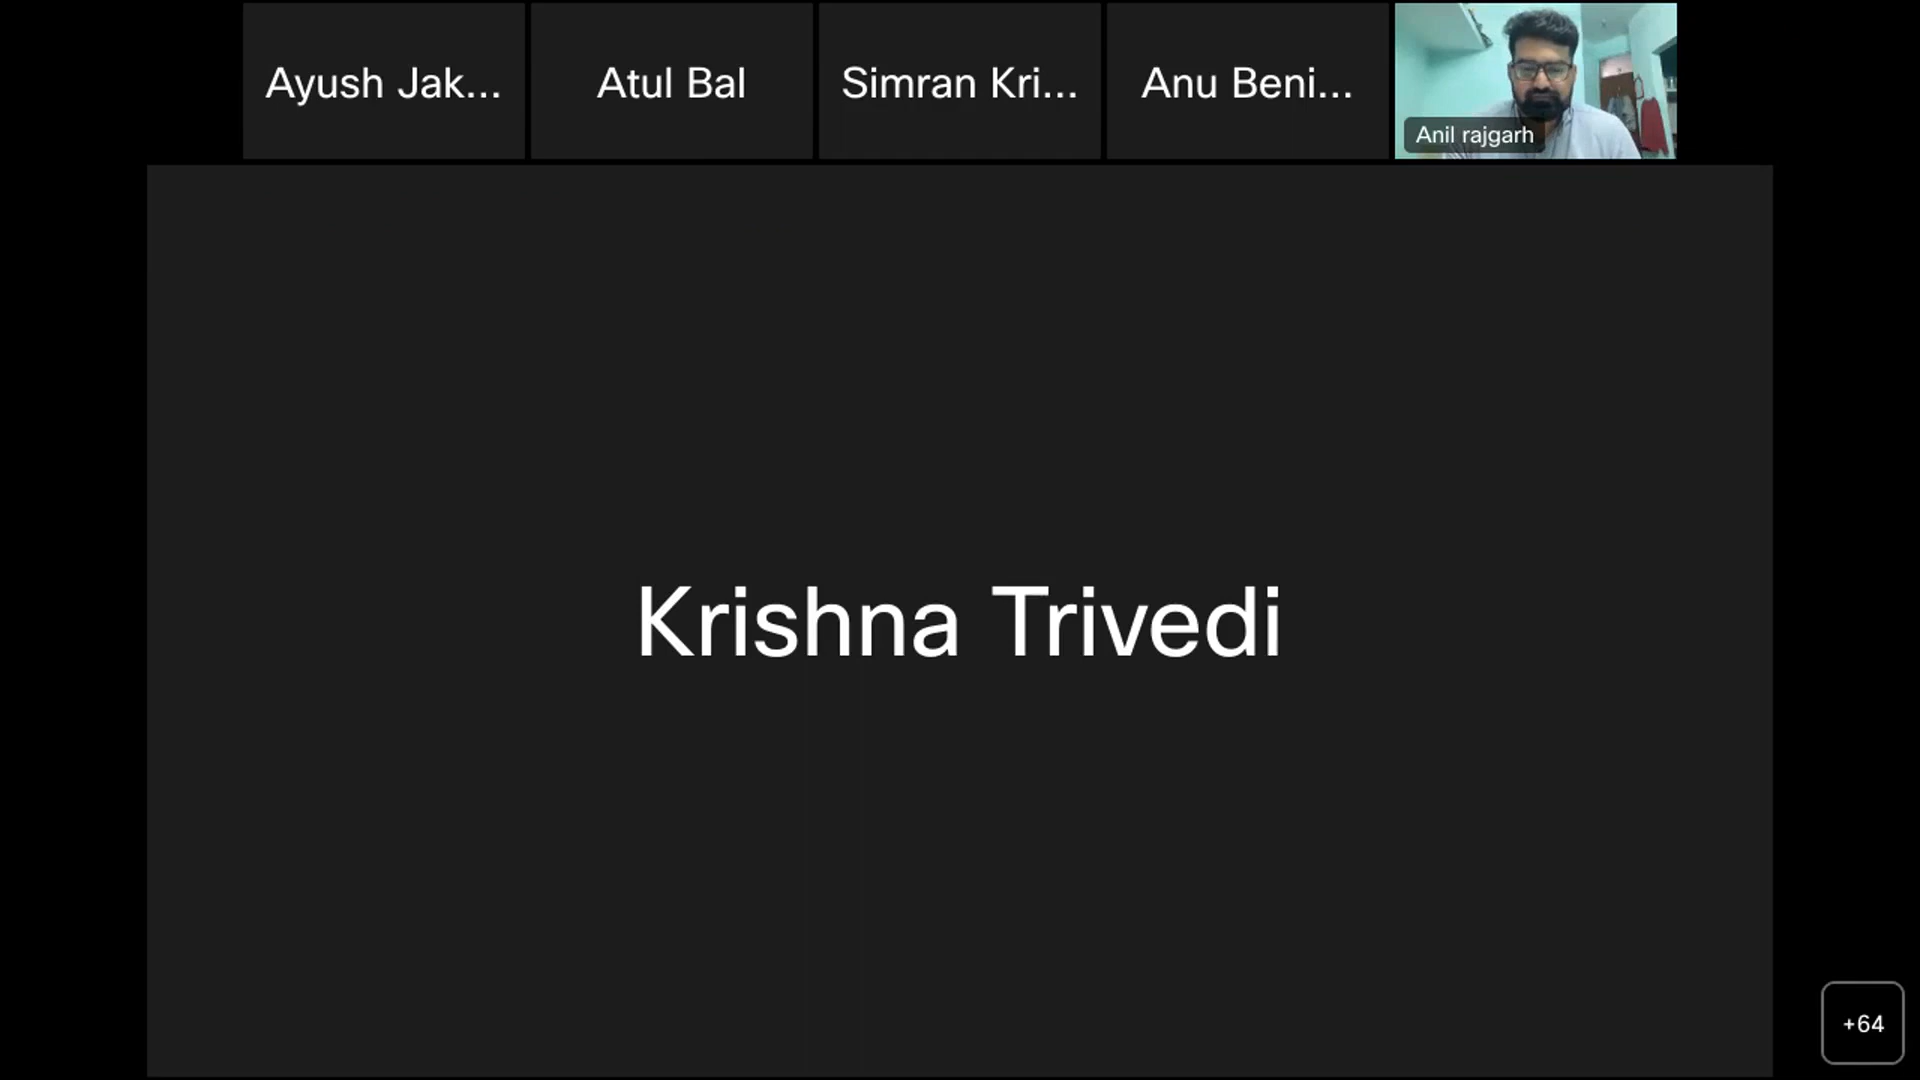 Ayush Jak...
Atul Bal
Simran Kri...
Anu Beni...
Anil rajgarh
Krishna Trivedi
+64